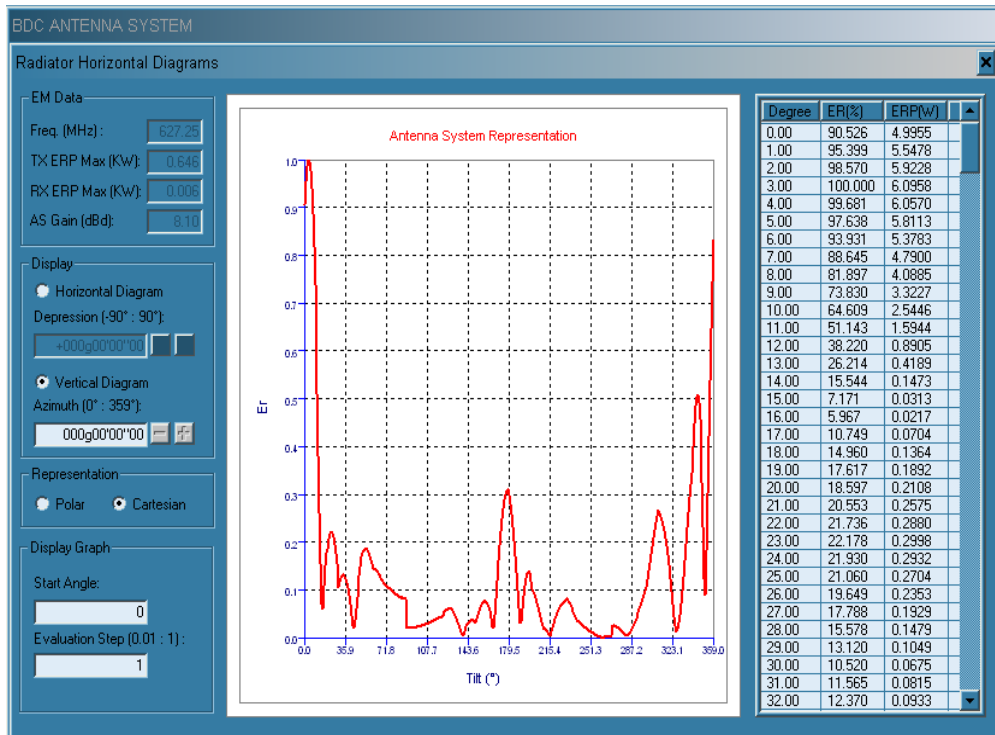 BDC ANTENNA SYSTEM
Radiator Horizontal Diagrams
EM Data
Freq. (MHz) : 627.25
TX ERP Max (KW): 0.646
RX ERP Max (KW): 0.006
AS Gain (dBd): 8.10
Display
Horizontal Diagram
Depression (-90° : 90°):
+000g00'00''00
Vertical Diagram
Azimuth (0° : 359°):
000g00'00''00
Representation
Polar Cartesian
Display Graph
Start Angle:
0
Evaluation Step (0.01 : 1) :
1
Antenna System Representation
1.0
0.9
0.8
0.7
0.6
0.5
0.4
0.3
0.2
0.1
0.0
Er
0.0 35.9 71.8 107.7 143.6 179.5 215.4 251.3 287.2 323.1 359.0
Tilt (°)
Degree ER(%) ERP(W)
0.00 90.526 4.9955
1.00 95.399 5.5478
2.00 98.570 5.9228
3.00 100.000 6.0958
4.00 99.681 6.0570
5.00 97.638 5.8113
6.00 93.931 5.3783
7.00 88.645 4.7900
8.00 81.897 4.0885
9.00 73.830 3.3227
10.00 64.609 2.5446
11.00 51.143 1.5944
12.00 38.220 0.8905
13.00 26.214 0.4189
14.00 15.544 0.1473
15.00 7.171 0.0313
16.00 5.967 0.0217
17.00 10.749 0.0704
18.00 14.960 0.1364
19.00 17.617 0.1892
20.00 18.597 0.2108
21.00 20.553 0.2575
22.00 21.736 0.2880
23.00 22.178 0.2998
24.00 21.930 0.2932
25.00 21.060 0.2704
26.00 19.649 0.2353
27.00 17.788 0.1929
28.00 15.578 0.1479
29.00 13.120 0.1049
30.00 10.520 0.0675
31.00 11.565 0.0815
32.00 12.370 0.0933